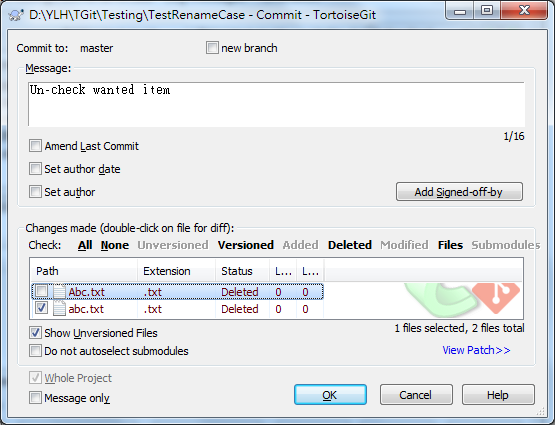 D:\YLH\TGit\Testing\TestRenameCase - Commit - TortoiseGit
Commit to: master new branch
Message:
Un-check wanted item
1/16
Amend Last Commit
Set author date
Set author
Add Signed-off-by
Changes made (double-click on file for diff):
Check: All None Unversioned Versioned Added Deleted Modified Files Submodules
Path Extension Status L... L...
Abc.txt .txt Deleted 0 0
abc.txt .txt Deleted 0 0
Show Unversioned Files
1 files selected, 2 files total
Do not autoselect submodules
View Patch>>
Whole Project
Message only
OK Cancel Help